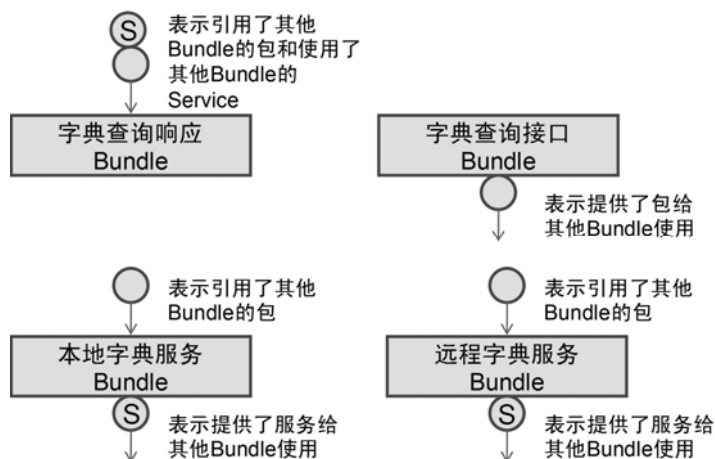 S
表示引用了其他
Bundle的包和使用了
其他Bundle的
Service
字典查询响应
Bundle
字典查询接口
Bundle
表示提供了包给
其他Bundle使用
表示引用了其他
Bundle的包
表示引用了其他
Bundle的包
本地字典服务
Bundle
远程字典服务
Bundle
S
表示提供了服务给
其他Bundle使用
S
表示提供了服务给
其他Bundle使用